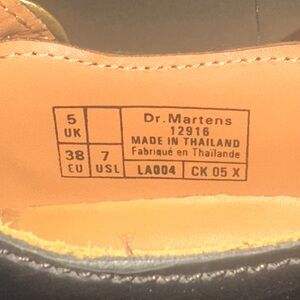 5
UK
38
EU
7
USL
Dr. Martens
12916
MADE IN THAILAND
Fabriqué en Thaïlande
LA004
CK 05 X